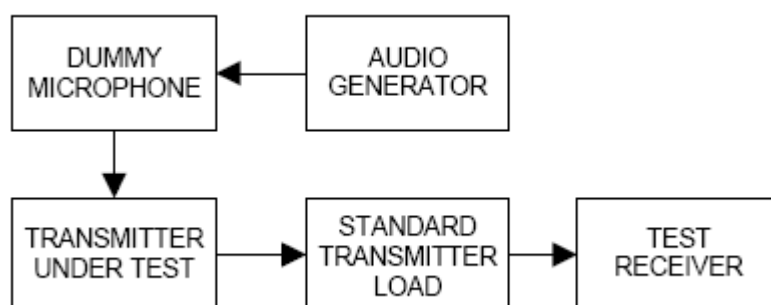 DUMMY
MICROPHONE
AUDIO
GENERATOR
TRANSMITTER
UNDER TEST
STANDARD
TRANSMITTER
LOAD
TEST
RECEIVER